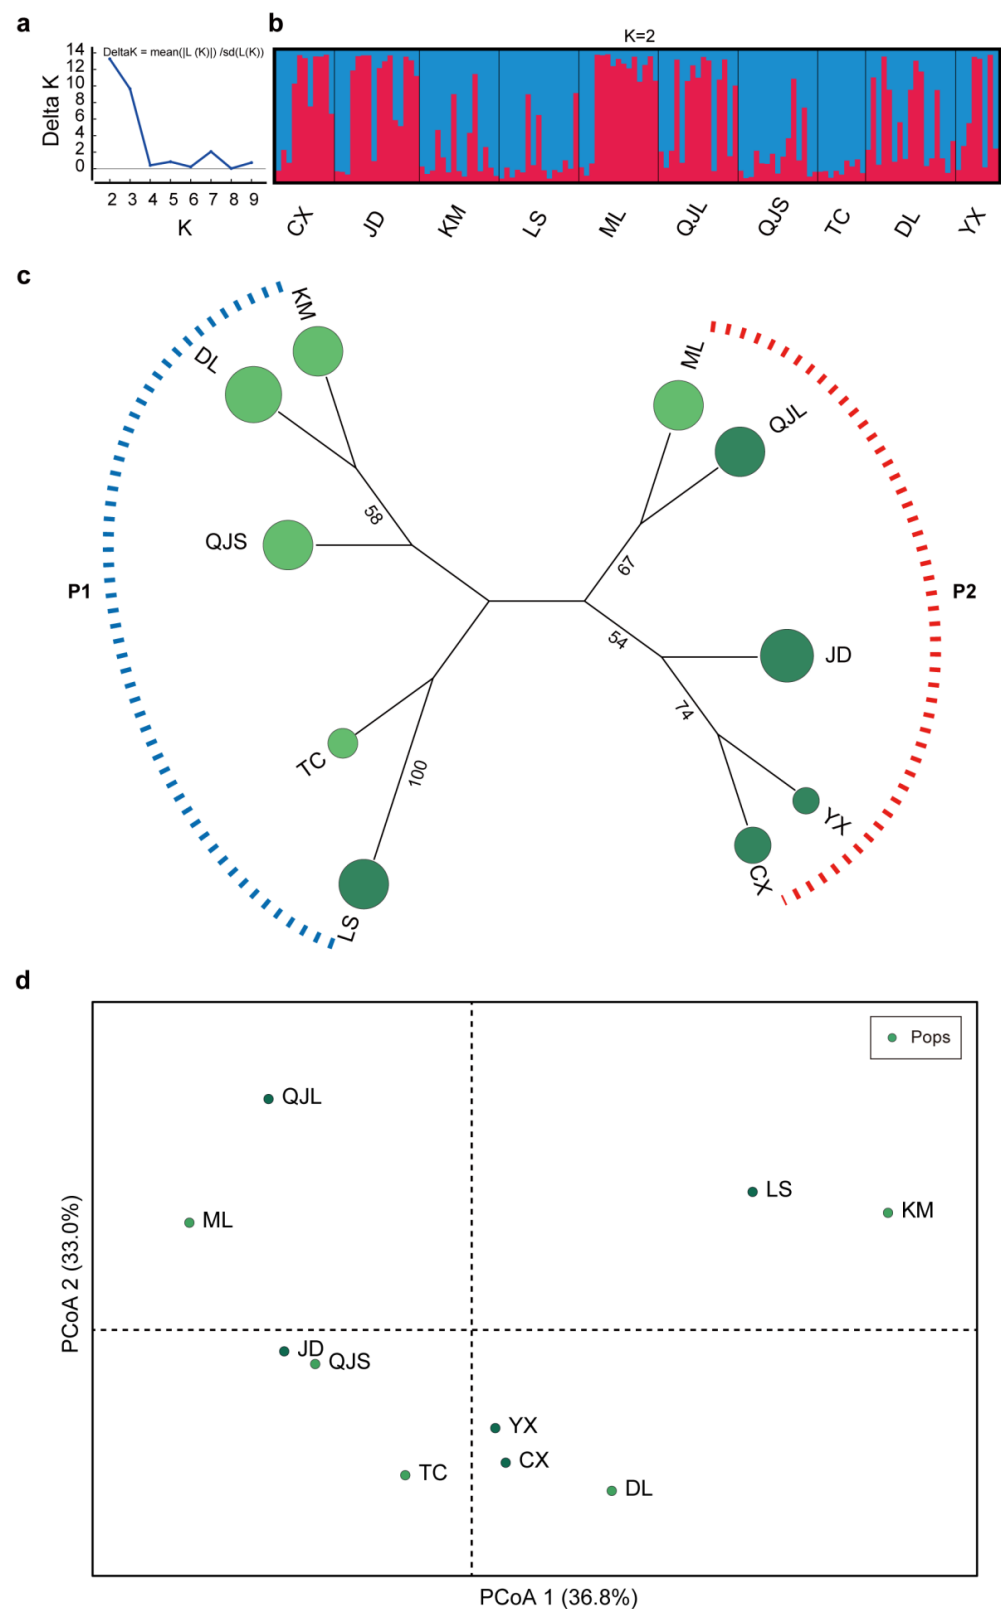 a
DeltaK = mean(|L (K)|) /sd(L(K))
Delta K
14
12
10
8
6
4
2
0
2 3 4 5 6 7 8 9
K
b
K=2
CX JD KM LS ML QJL QJS TC DL YX
c
KM
DL
ML
QJL
58
QJS
67
P1
P2
54
JD
74
TC
100
YX
CX
LS
d
Pops
QJL
LS
KM
ML
JD
QJS
YX
CX
TC
DL
PCoA 2 (33.0%)
PCoA 1 (36.8%)